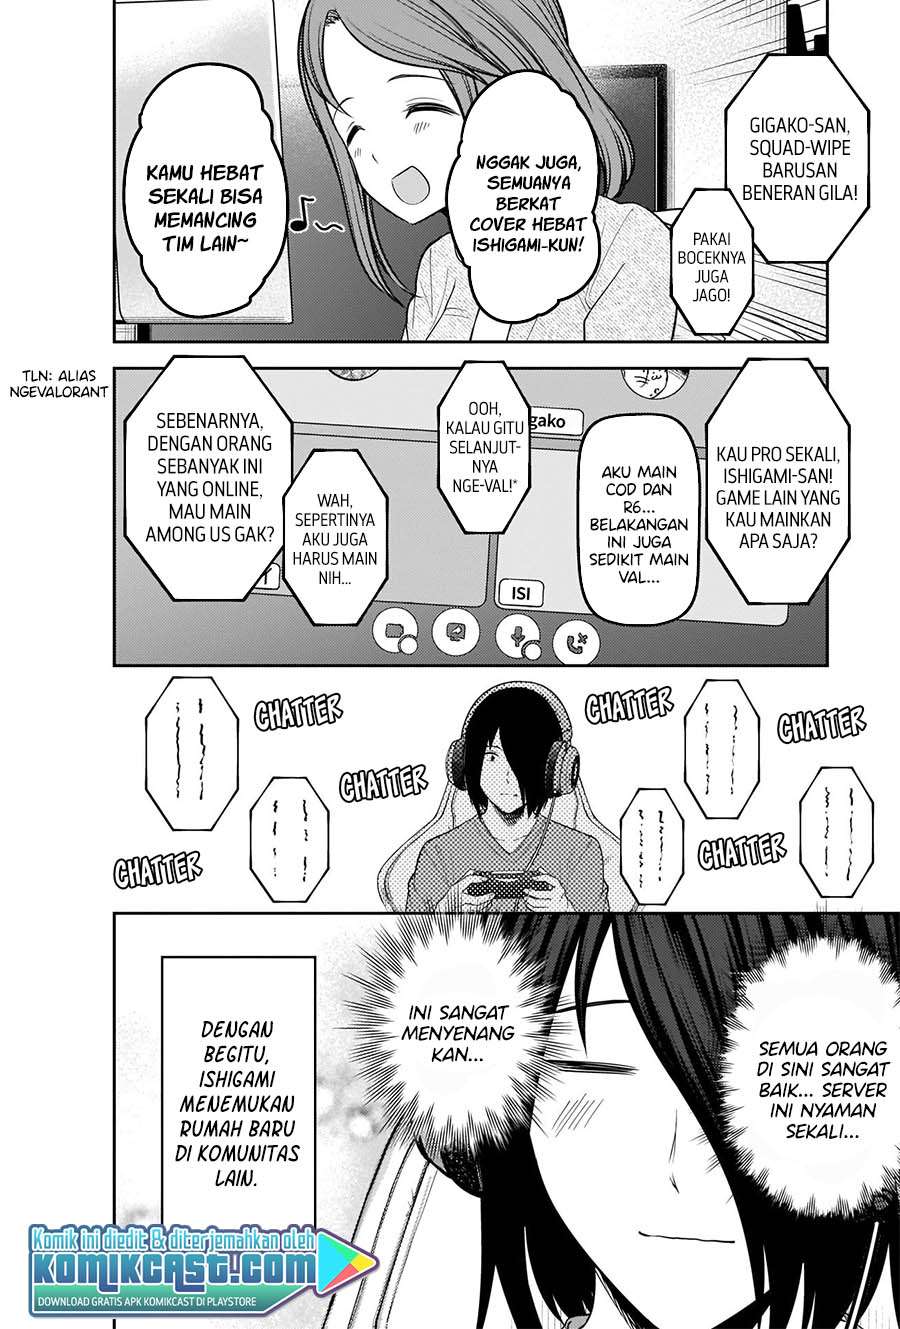 GIGAKO-SAN,
SQUAD-WIPE
BARUSAN
BENERAN GILA!
PAKAI
BOCEKNYA
JUGA
JAGO!
NGGAK JUGA,
SEMUANYA
BERKAT
COVER HEBAT
ISHIGAMI-KUN!
KAMU HEBAT
SEKALI BISA
MEMANCING
TIM LAIN~
KAU PRO SEKALI,
ISHIGAMI-SAN!
GAME LAIN YANG
KAU MAINKAN
APA SAJA?
AKU MAIN
COD DAN
R6...
BELAKANGAN
INI JUGA
SEDIKIT MAIN
VAL...
gako
OOH,
KALAU GITU
SELANJUT-
NYA
NGE-VAL!*
WAH,
SEPERTINYA
AKU JUGA
HARUS MAIN
NIH...
SEBENARNYA,
DENGAN ORANG
SEBANYAK INI
YANG ONLINE,
MAU MAIN
AMONG US GAK?
TLN: ALIAS
NGEVALORANT
Y
ISI
CHATTER
CHATTER
CHATTER
CHATTER
CHATTER
CHATTER
SEMUA ORANG
DI SINI SANGAT
BAIK... SERVER
INI NYAMAN
SEKALI...
INI SANGAT
MENYENANG
KAN...
DENGAN
BEGITU,
ISHIGAMI
MENEMUKAN
RUMAH BARU
DI KOMUNITAS
LAIN.
Komik ini diedit & diterjemahkan oleh
KOMIKCAST.COM
DOWNLOAD GRATIS APK KOMIKCAST DI PLAYSTORE